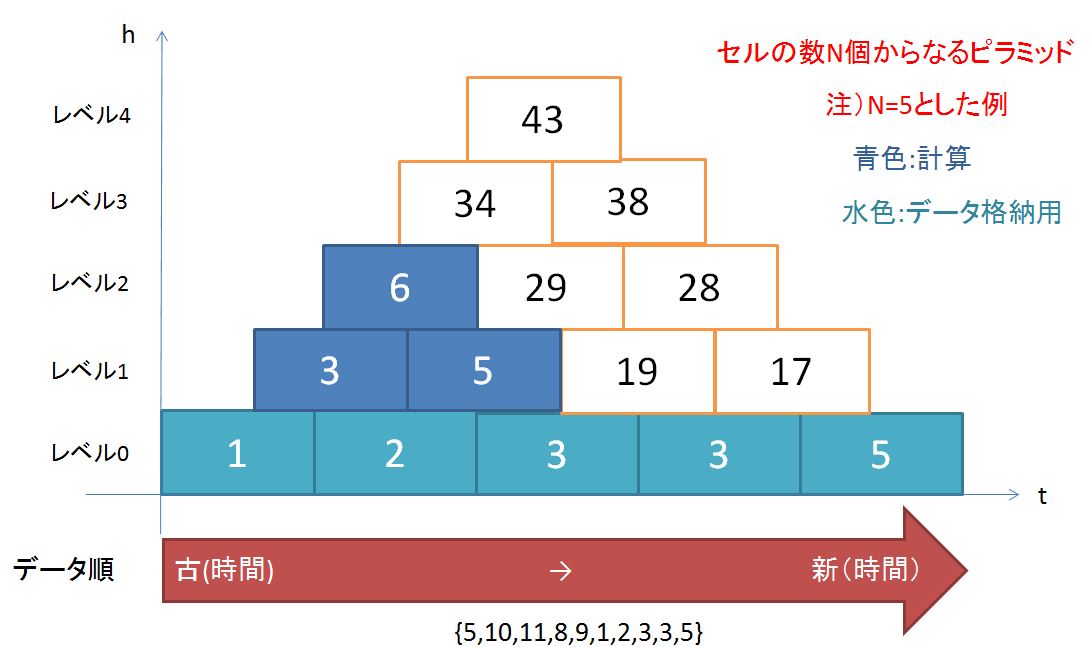 h
セルの数N個からなるピラミッド
注）N=5とした例
青色:計算
水色:データ格納用
レベル4
43
レベル3
34 38
レベル2
6 29 28
レベル1
3 5 19 17
レベル0
1 2 3 3 5
t
データ順
古(時間) → 新（時間）
{5,10,11,8,9,1,2,3,3,5}